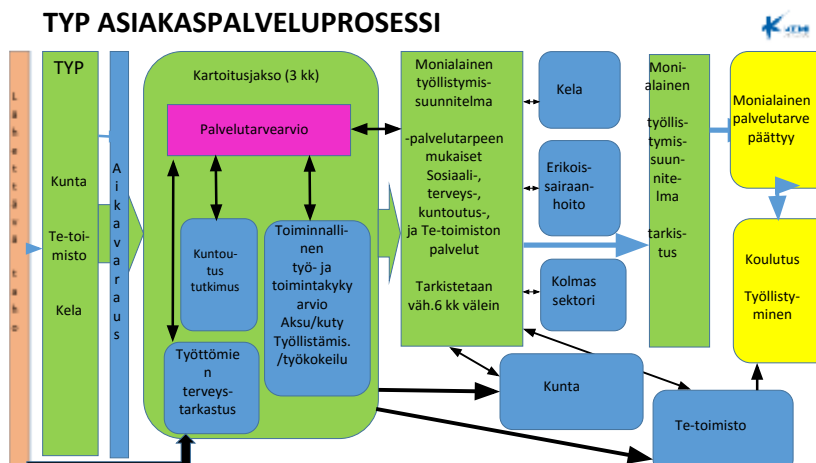 TYP ASIAKASPALVELUPROSESSI
TYP
Kunta
Te-toi-
misto
Kela
A
i
k
a
v
a
r
a
u
s
Kartoitusjakso (3 kk)
Palvelutarvearvio
Kuntou-
tus
tutkimus
Toiminnalli-
nen
työ- ja
toimintakyky
arvio
Aksu/kuty
Työllistämis.
/työkokeilu
Työttömie
n
terveys-
tarkastus
Monialainen
työllistymis-
suunnitelma
-palvelutarpeen
mukaiset
Sosiaali-,
terveys-,
kuntoutus-,
ja Te-toimiston
palvelut
Tarkistetaan
väh.6 kk välein
Kela
Erikois-
sairaan-
hoito
Kolmas
sektori
Kunta
Te-toimisto
Moni-
alainen
työllis-
tymis-
suun-
nite-
lma
tarkis-
tus
Monialainen
palvelutarve
päättyy
Koulutus
Työllisty-
minen